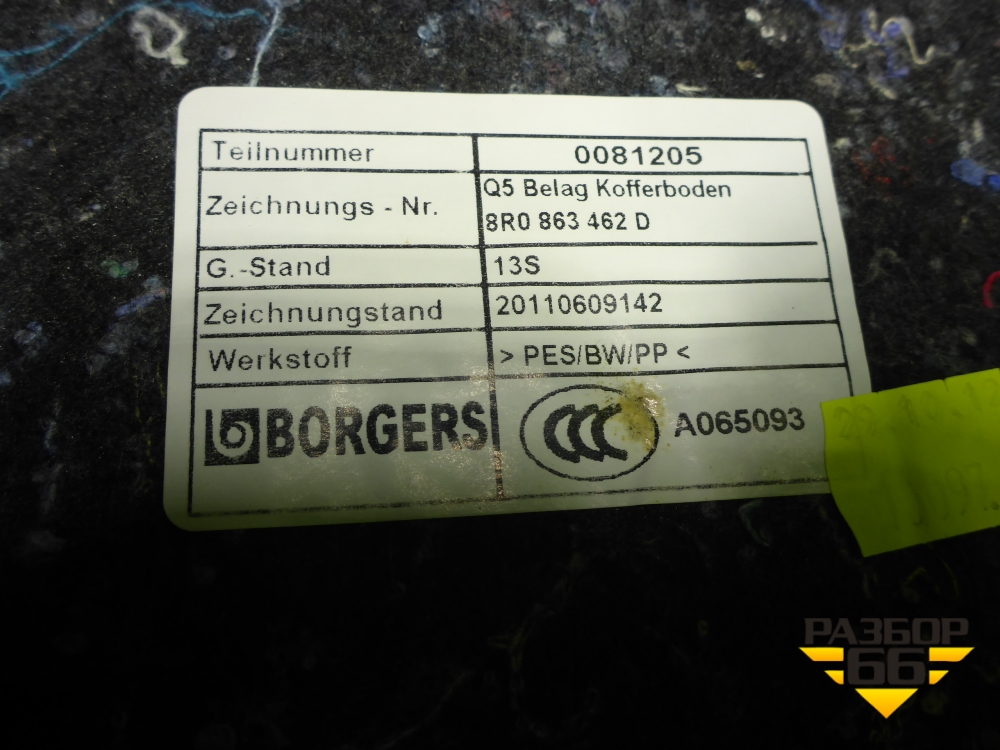 Teilnummer 0081205
Zeichnungs - Nr. Q5 Belag Kofferboden
8R0 863 462 D
G.-Stand 13S
Zeichnungstand 20110609142
Werkstoff > PES/BW/PP <
BORGERS CCC A065093
РАЗБОР
66